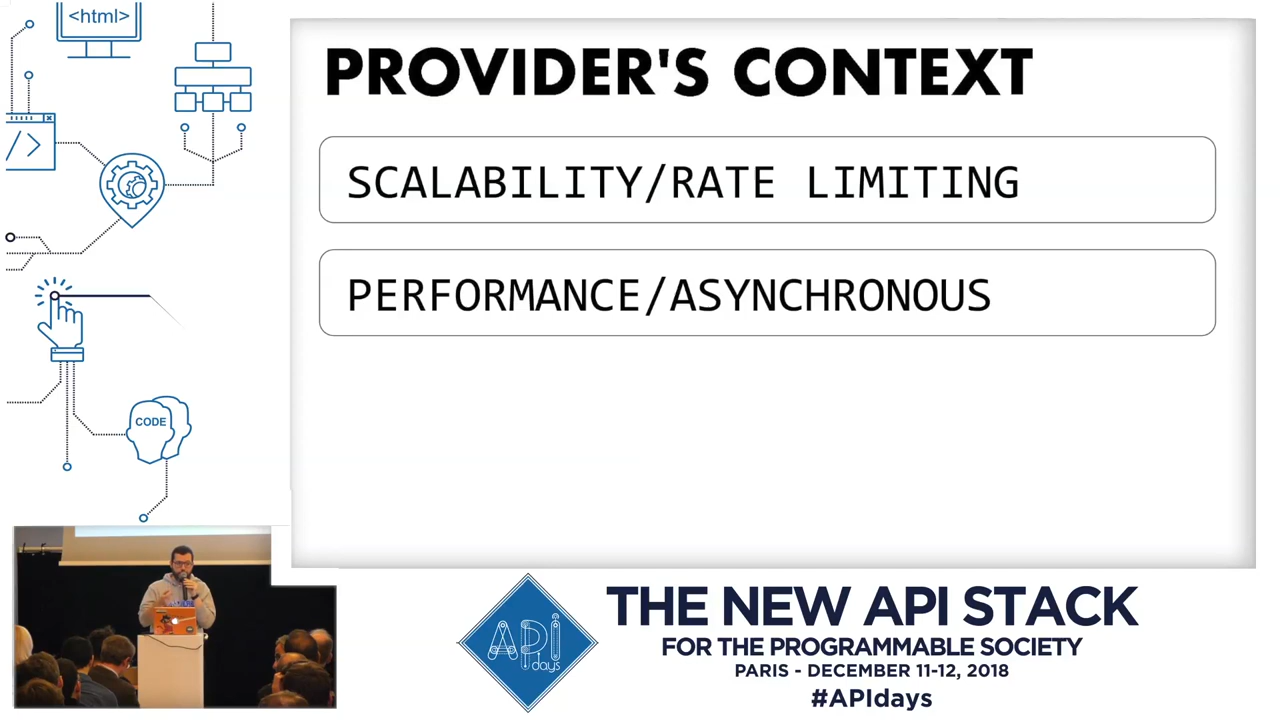 <html>
PROVIDER'S CONTEXT
SCALABILITY/RATE LIMITING
</>
PERFORMANCE/ASYNCHRONOUS
CODE
API
days
THE NEW API STACK
FOR THE PROGRAMMABLE SOCIETY
PARIS - DECEMBER 11-12, 2018
#APIdays